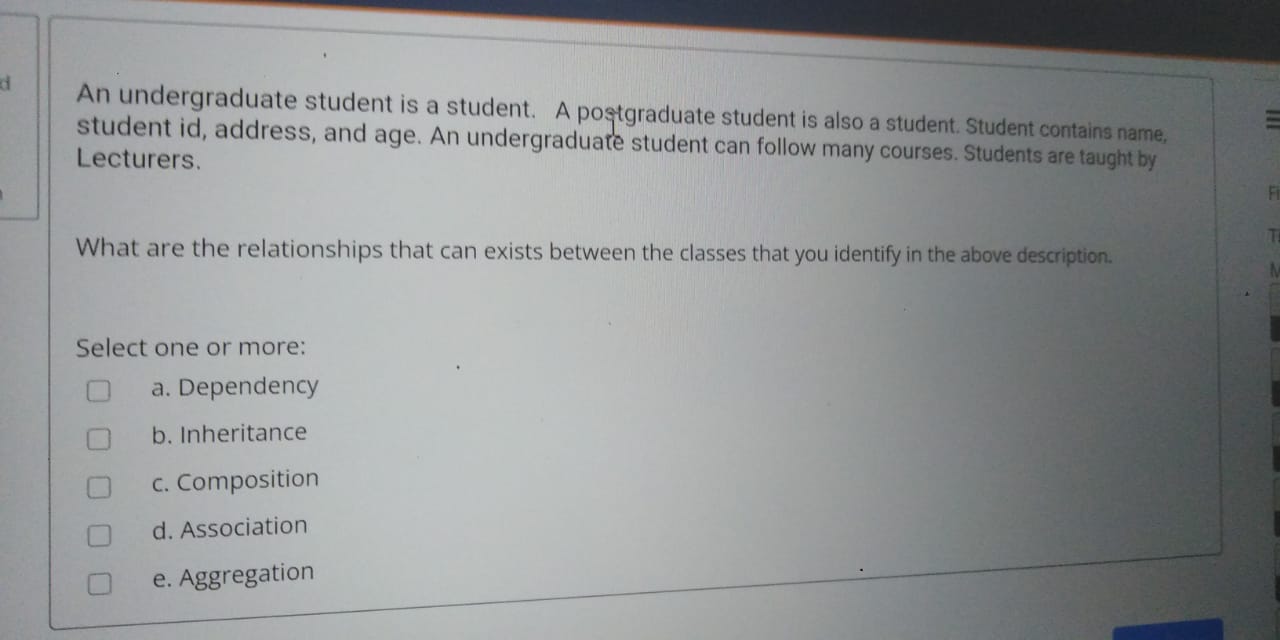 d
An undergraduate student is a student. A postgraduate student is also a student. Student contains name,
student id, address, and age. An undergraduate student can follow many courses. Students are taught by
Lecturers.
What are the relationships that can exists between the classes that you identify in the above description.
Select one or more:
a. Dependency
b. Inheritance
c. Composition
d. Association
e. Aggregation